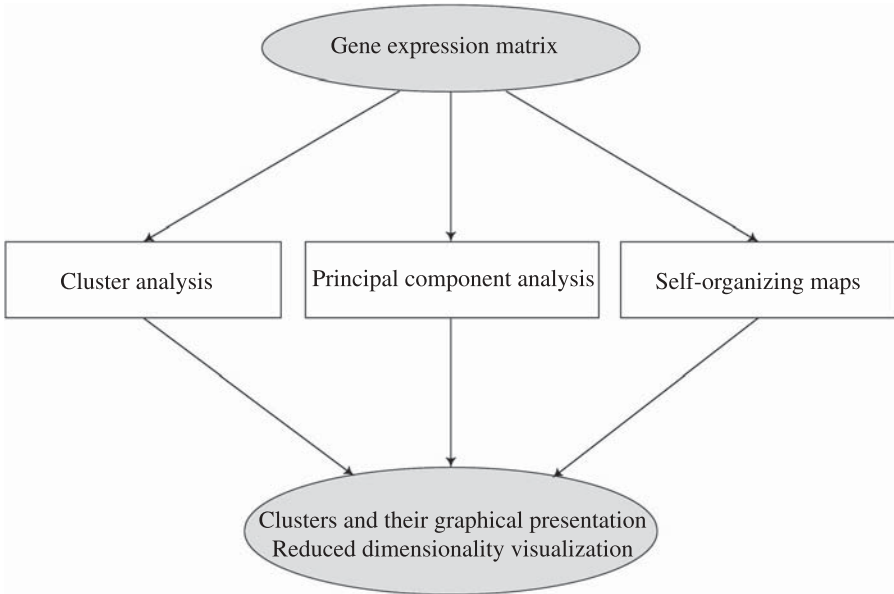 Gene expression matrix
Cluster analysis
Principal component analysis
Self-organizing maps
Clusters and their graphical presentation
Reduced dimensionality visualization